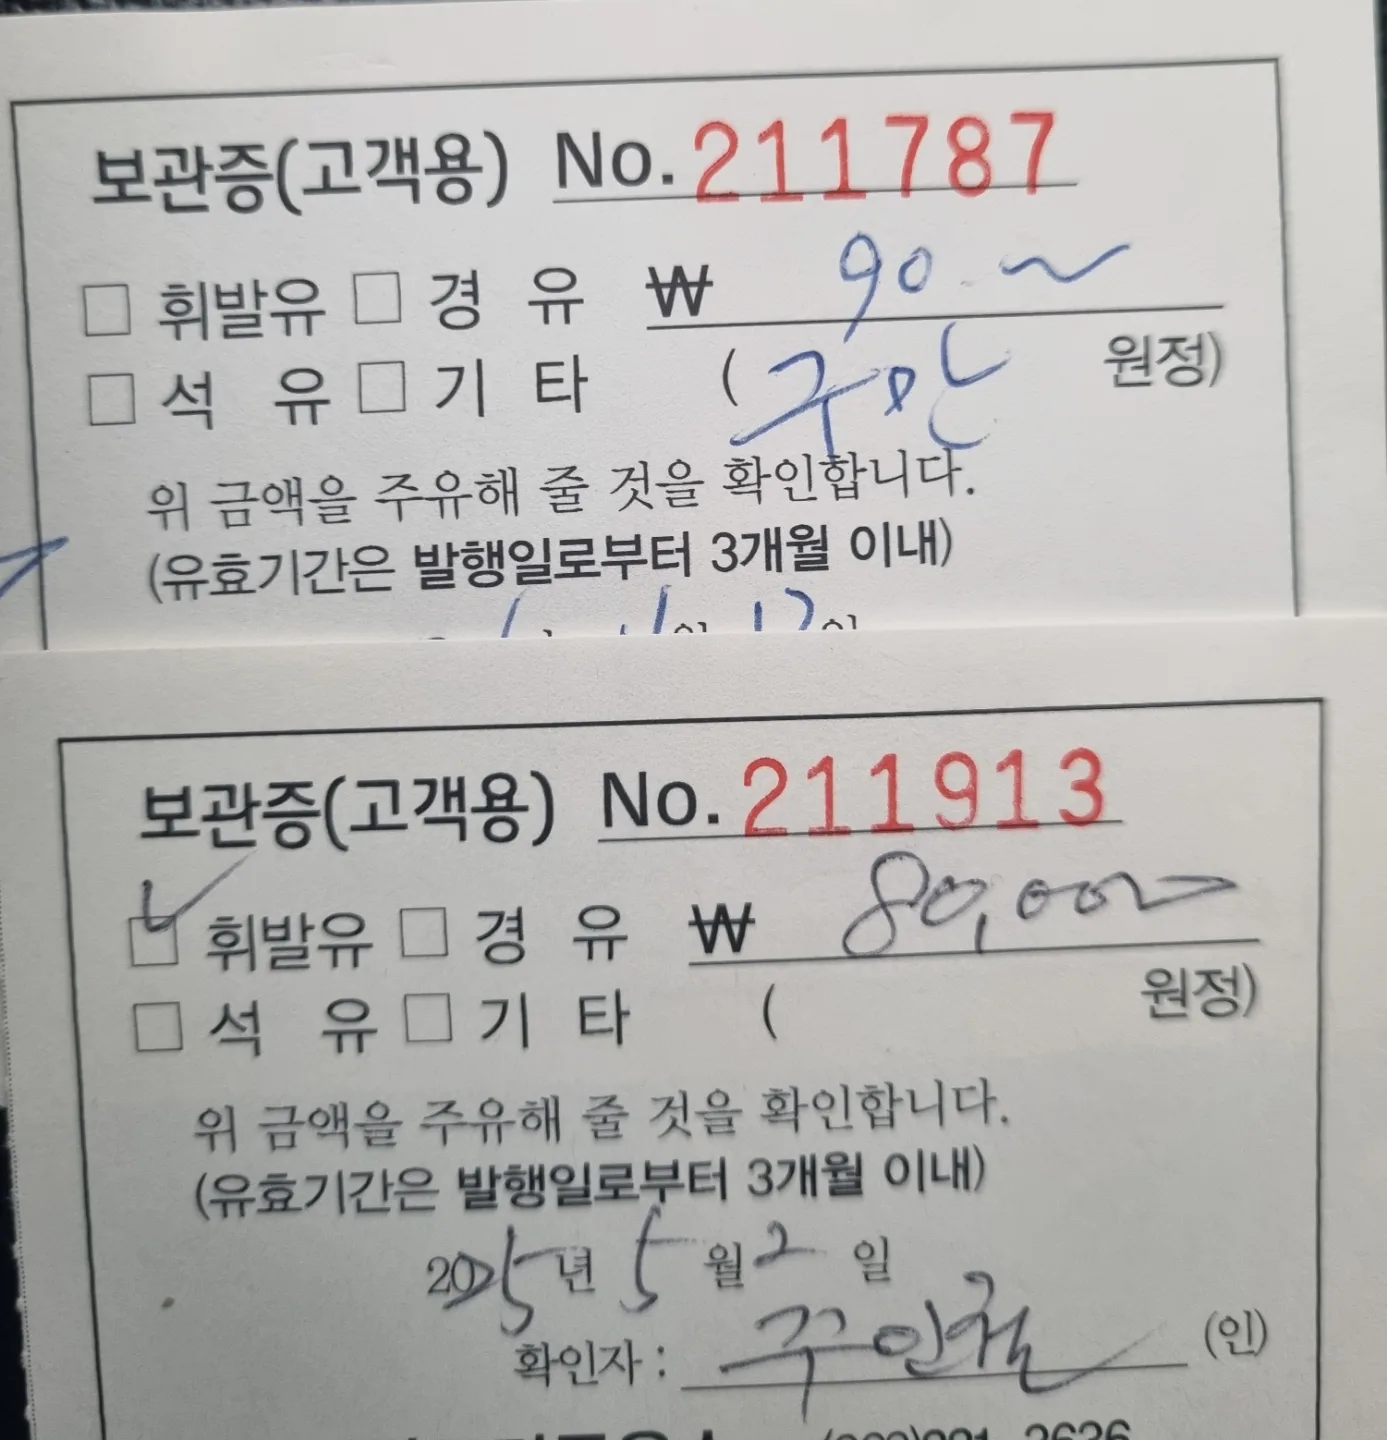 보관증(고객용) No. 211787
□ 휘발유 □ 경 유 ₩ 90 ~
□ 석 유 □ 기 타 ( 구만 원정)
위 금액을 주유해 줄 것을 확인합니다.
(유효기간은 발행일로부터 3개월 이내)
보관증(고객용) No. 211913
☑ 휘발유 □ 경 유 ₩ 80,000
□ 석 유 □ 기 타 ( 원정)
위 금액을 주유해 줄 것을 확인합니다.
(유효기간은 발행일로부터 3개월 이내)
2025년 5월 2일
확인자 : (인)